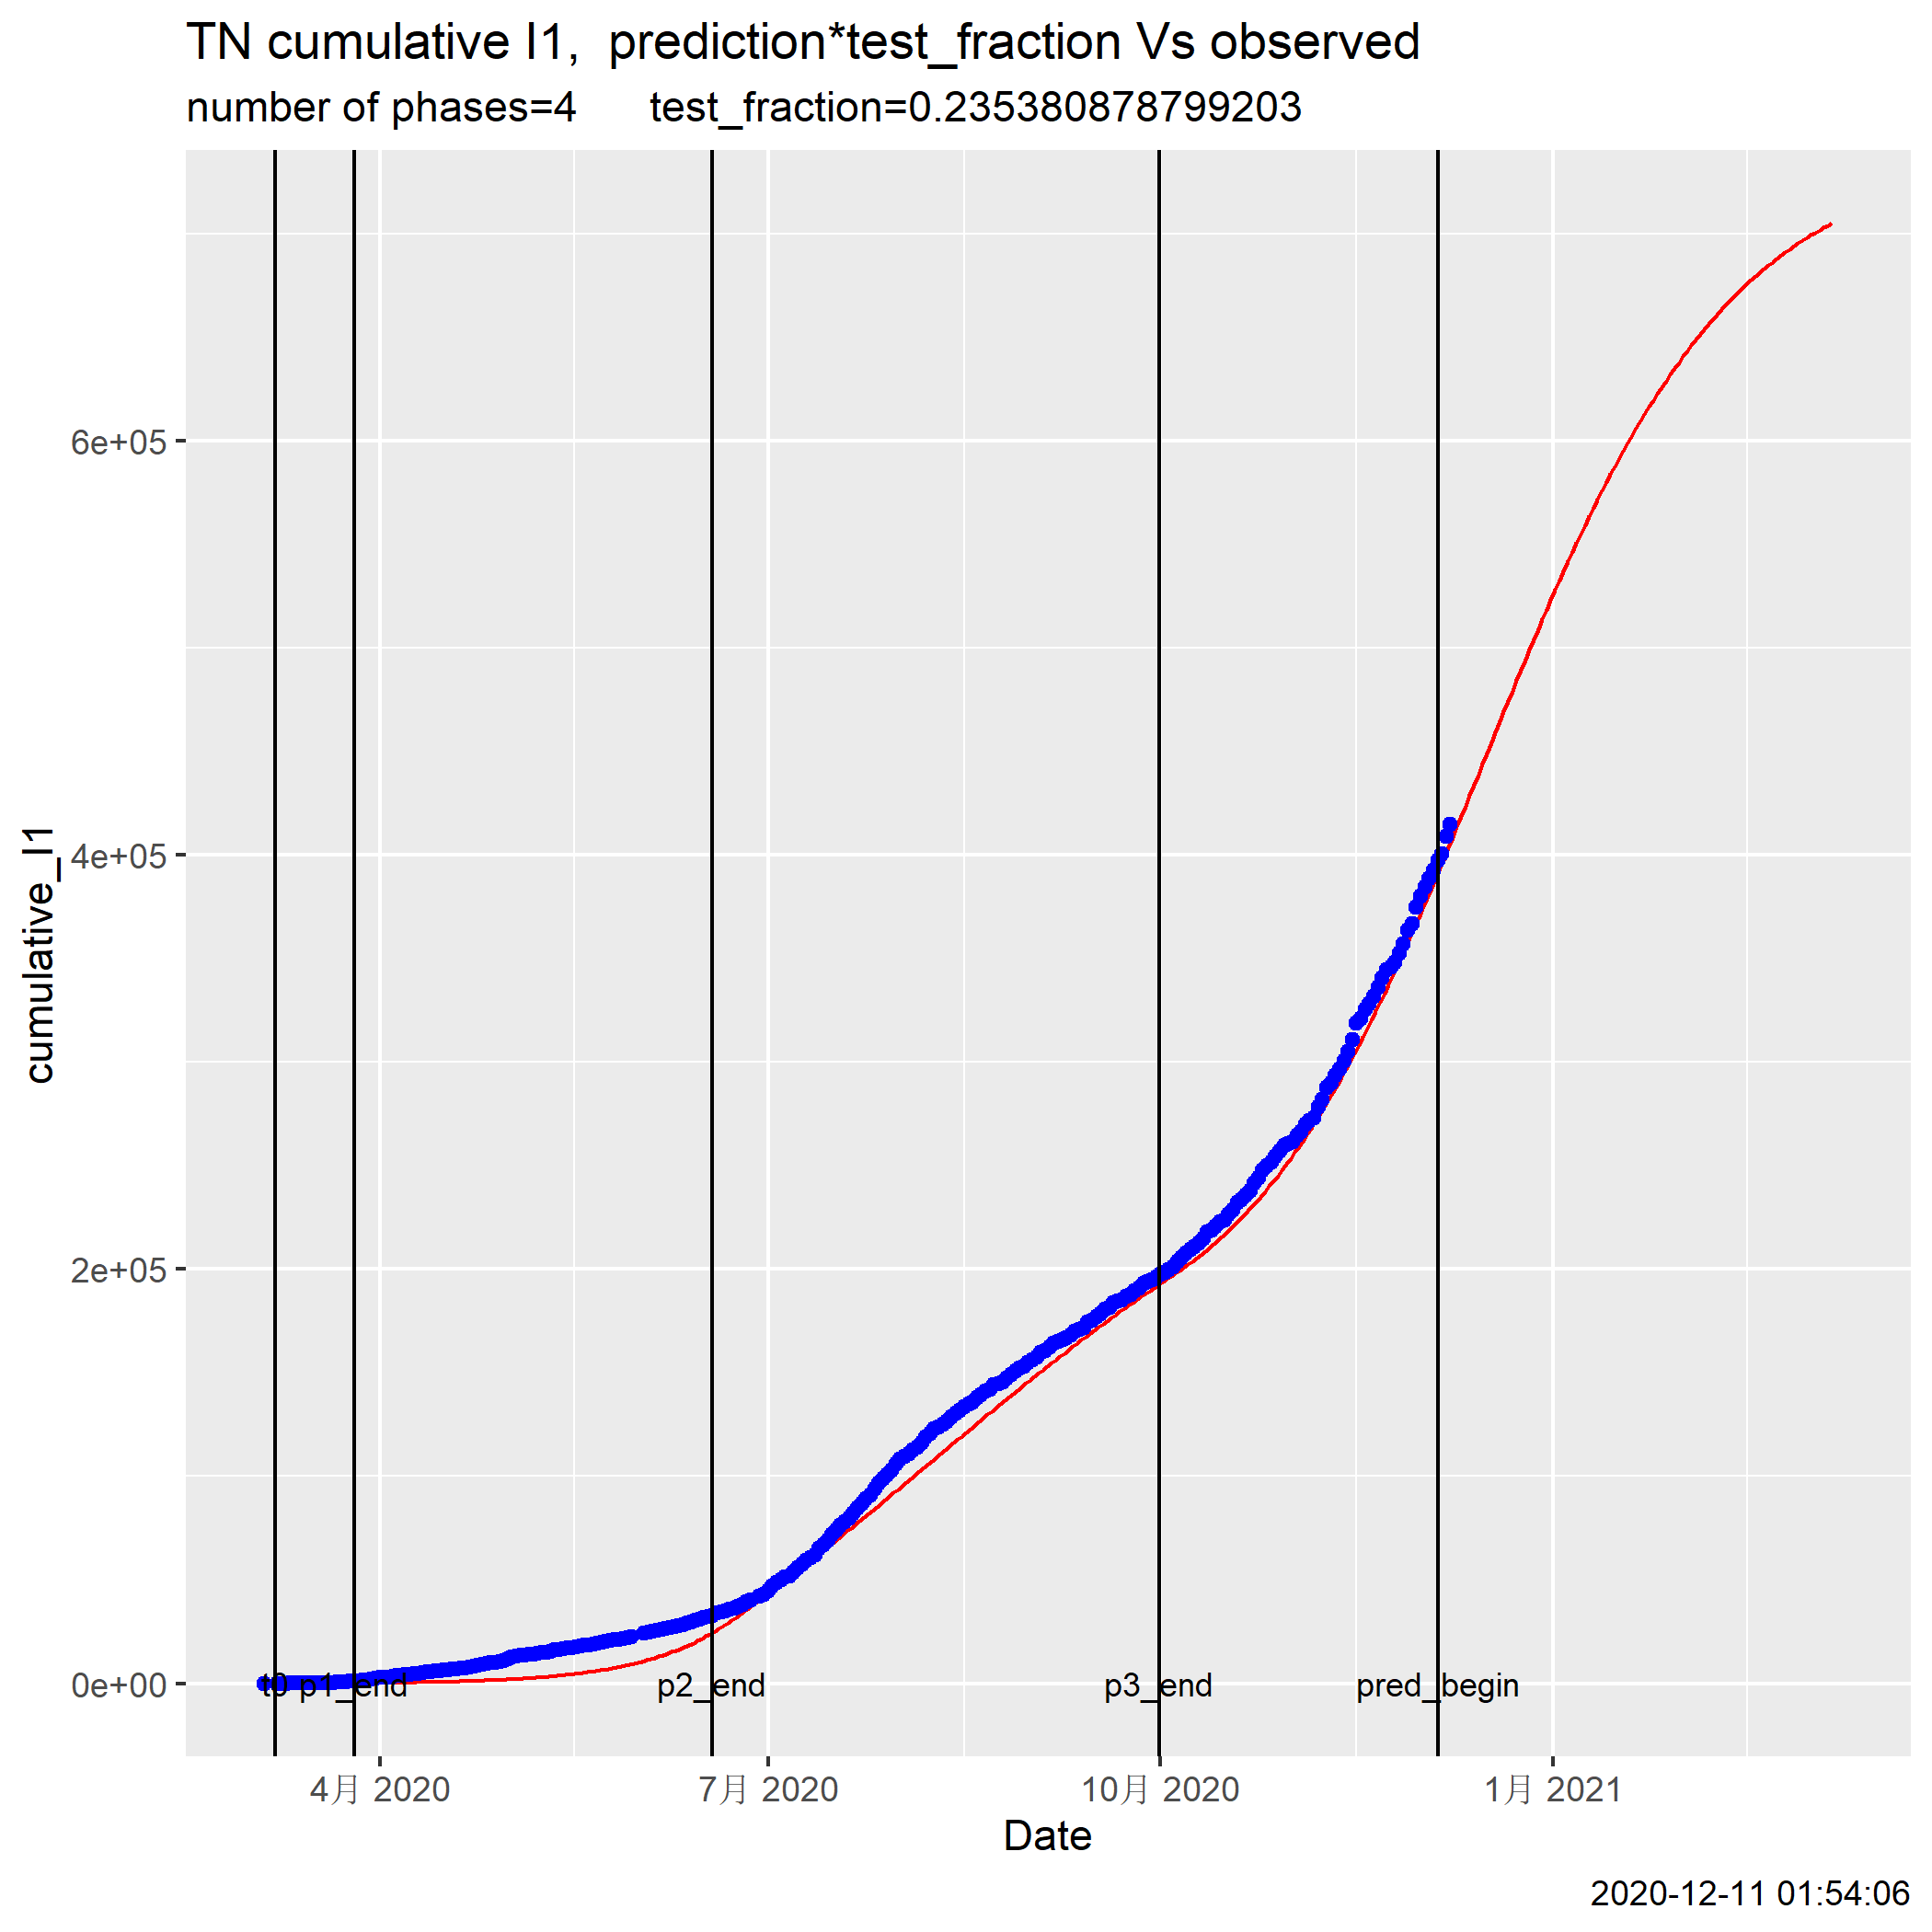 TN cumulative I1,  prediction*test_fraction Vs observed
number of phases=4      test_fraction=0.235380878799203
cumulative_I1
6e+05
4e+05
2e+05
0e+00
t0 p1_end p2_end p3_end pred_begin
4月 2020 7月 2020 10月 2020 1月 2021
Date
2020-12-11 01:54:06